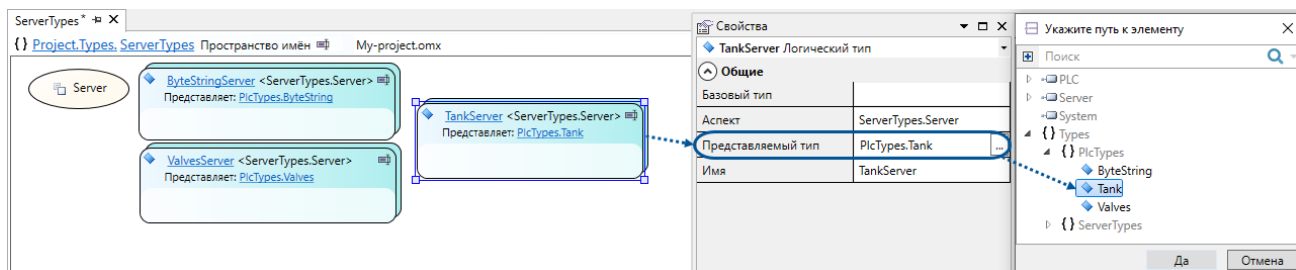 ServerTypes*
{} Project.Types. ServerTypes Пространство имён My-project.omx
Server
ByteStringServer <ServerTypes.Server>
Представляет: PlcTypes.ByteString
ValvesServer <ServerTypes.Server>
Представляет: PlcTypes.Valves
TankServer <ServerTypes.Server>
Представляет: PlcTypes.Tank
Свойства
TankServer Логический тип
Общие
Базовый тип
Аспект ServerTypes.Server
Представляемый тип PlcTypes.Tank ...
Имя TankServer
Укажите путь к элементу
Поиск
PLC
Server
System
{} Types
{} PlcTypes
ByteString
Tank
Valves
{} ServerTypes
Да Отмена